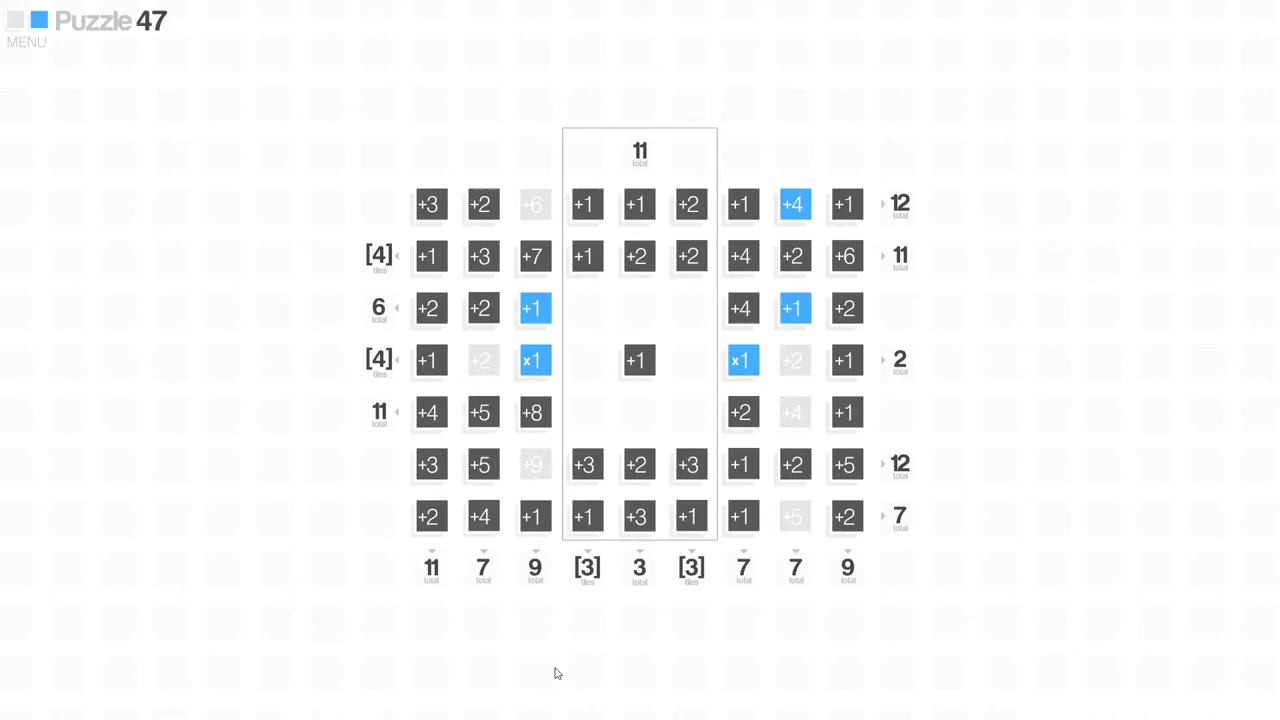 Puzzle 47
MENU
11
total
+3 +2 +6 +1 +1 +2 +1 +4 +1 12
total
[4] +1 +3 +7 +1 +2 +2 +4 +2 +6 11
tiles total
6 +2 +2 +1 +4 +1 +2
total
[4] +1 +2 x1 +1 x1 +2 +1 2
tiles total
11 +4 +5 +8 +2 +4 +1
total
+3 +5 +9 +3 +2 +3 +1 +2 +5 12
total
+2 +4 +1 +1 +3 +1 +1 +5 +2 7
total
11 7 9 [3] 3 [3] 7 7 9
total total total tiles total tiles total total total